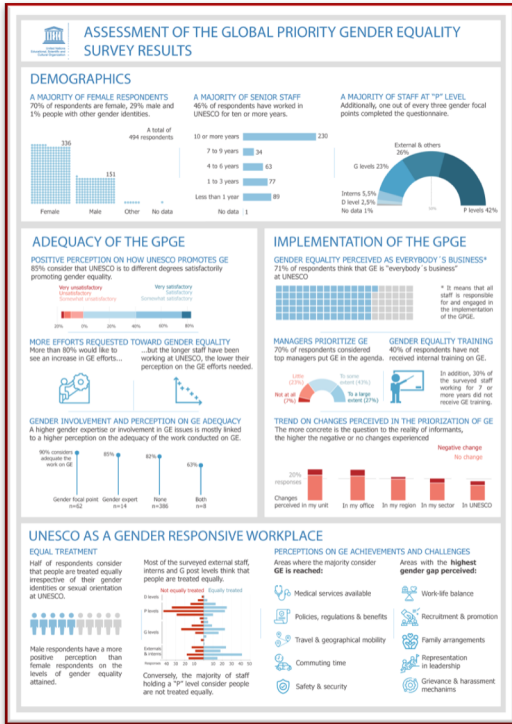 ASSESSMENT OF THE GLOBAL PRIORITY GENDER EQUALITY
SURVEY RESULTS
DEMOGRAPHICS
A MAJORITY OF FEMALE RESPONDENTS
70% of respondents are female, 29% male and
1% people with other gender identities.
A total of
494 respondents
336
151
Female Male Other No data
A MAJORITY OF SENIOR STAFF
46% of respondents have worked in
UNESCO for ten or more years.
10 or more years 230
7 to 9 years 34
4 to 6 years 63
1 to 3 years 77
Less than 1 year 89
No data 1
A MAJORITY OF STAFF AT "P" LEVEL
Additionally, one out of every three gender focal
points completed the questionnaire.
External & others
26%
G levels 23%
Interns 5,5%
D level 2,5%
No data 1%
P levels 42%
ADEQUACY OF THE GPGE
POSITIVE PERCEPTION ON HOW UNESCO PROMOTES GE
85% consider that UNESCO is to different degrees satisfactorily
promoting gender equality.
Very unsatisfactory
Unsatisfactory
Somewhat unsatisfactory
Very satisfactory
Satisfactory
Somewhat satisfactory
20% 0% 20% 40% 60% 80%
MORE EFFORTS REQUESTED TOWARD GENDER EQUALITY
More than 80% would like to
see an increase in GE efforts...
...but the longer staff have been
working at UNESCO, the lower their
perception on the GE efforts needed.
GENDER INVOLVEMENT AND PERCEPTION ON GE ADEQUACY
A higher gender expertise or involvement in GE issues is mostly linked
to a higher perception on the adequacy of the work conducted on GE.
90% considers
adequate the
work on GE
85%
82%
63%
Gender focal point Gender expert None Both
n=62 n=14 n=386 n=8
IMPLEMENTATION OF THE GPGE
GENDER EQUALITY PERCEIVED AS EVERYBODY´S BUSINESS*
71% of respondents think that GE is "everybody´s business"
at UNESCO
* It means that all
staff is responsible
for and engaged in
the implementation
of the GPGE.
MANAGERS PRIORITIZE GE
70% of respondents considered
top managers put GE in the agenda.
Little
(23%)
To some
extent (43%)
Not at all
(7%)
To a large
extent (27%)
GENDER EQUALITY TRAINING
40% of respondents have not
received internal training on GE.
In addition, 30% of
the surveyed staff
working for 7 or
more years did not
receive GE training.
TREND ON CHANGES PERCEIVED IN THE PRIORIZATION OF GE
The more concrete is the question to the reality of informants,
the higher the negative or no changes experienced
Negative change
No change
20%
responses
Changes
perceived in my unit In my office In my region In my sector In UNESCO
UNESCO AS A GENDER RESPONSIVE WORKPLACE
EQUAL TREATMENT
Half of respondents consider
that people are treated equally
irrespective of their gender
identities or sexual orientation
at UNESCO.
Male respondents have a more
positive perception than
female respondents on the
levels of gender equality
attained.
Most of the surveyed external staff,
interns and G post levels think that
people are treated equally.
Not equally treated Equally treated
D levels
P levels
G levels
Externals
& interns
Conversely, the majority of staff
holding a "P" level consider people
are not treated equally.
PERCEPTIONS ON GE ACHIEVEMENTS AND CHALLENGES
Areas where the majority consider
GE is reached:
Medical services available
Policies, regulations & benefits
Travel & geographical mobility
Commuting time
Safety & security
Areas with the highest
gender gap perceived:
Work-life balance
Recruitment & promotion
Family arrangements
Representation
in leadership
Grievance & harassment
mechanims